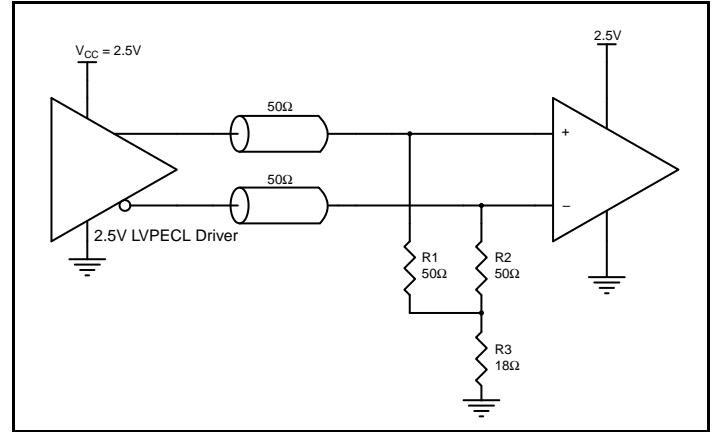 V_CC = 2.5V
2.5V
50Ω
50Ω
+
−
2.5V LVPECL Driver
R1
50Ω
R2
50Ω
R3
18Ω